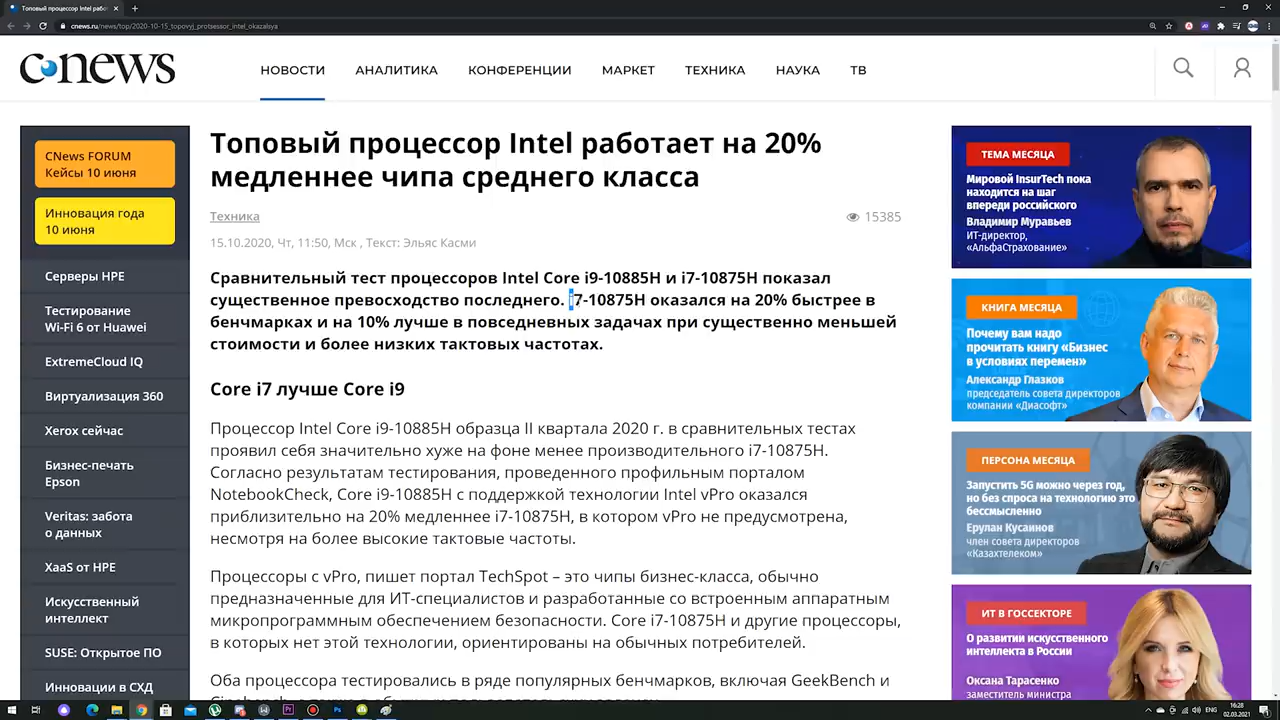 Топовый процессор Intel рабо
cnews.ru/news/top/2020-10-15_topovyj_protsessor_intel_okazalsya
cnews
НОВОСТИ
АНАЛИТИКА
КОНФЕРЕНЦИИ
МАРКЕТ
ТЕХНИКА
НАУКА
ТВ
CNews FORUM
Кейсы 10 июня
Инновация года
10 июня
Серверы HPE
Тестирование
Wi-Fi 6 от Huawei
ExtremeCloud IQ
Виртуализация 360
Xerox сейчас
Бизнес-печать
Epson
Veritas: забота
о данных
XaaS от HPE
Искусственный
интеллект
SUSE: Открытое ПО
Инновации в СХД
Топовый процессор Intel работает на 20%
медленнее чипа среднего класса
Техника
15385
15.10.2020, Чт, 11:50, Мск , Текст: Эльяс Касми
Сравнительный тест процессоров Intel Core i9-10885H и i7-10875H показал
существенное превосходство последнего. i7-10875H оказался на 20% быстрее в
бенчмарках и на 10% лучше в повседневных задачах при существенно меньшей
стоимости и более низких тактовых частотах.
Core i7 лучше Core i9
Процессор Intel Core i9-10885H образца II квартала 2020 г. в сравнительных тестах
проявил себя значительно хуже на фоне менее производительного i7-10875H.
Согласно результатам тестирования, проведенного профильным порталом
NotebookCheck, Core i9-10885H с поддержкой технологии Intel vPro оказался
приблизительно на 20% медленнее i7-10875H, в котором vPro не предусмотрена,
несмотря на более высокие тактовые частоты.
Процессоры с vPro, пишет портал TechSpot – это чипы бизнес-класса, обычно
предназначенные для ИТ-специалистов и разработанные со встроенным аппаратным
микропрограммным обеспечением безопасности. Core i7-10875H и другие процессоры,
в которых нет этой технологии, ориентированы на обычных потребителей.
Оба процессора тестировались в ряде популярных бенчмарков, включая GeekBench и
ТЕМА МЕСЯЦА
Мировой InsurTech пока
находится на шаг
впереди российского
Владимир Муравьев
ИТ-директор,
«АльфаСтрахование»
КНИГА МЕСЯЦА
Почему вам надо
прочитать книгу «Бизнес
в условиях перемен»
Александр Глазков
председатель совета директоров
компании «Диасофт»
ПЕРСОНА МЕСЯЦА
Запустить 5G можно через год,
но без спроса на технологию это
бессмысленно
Ерулан Кусаинов
член совета директоров
«Казахтелеком»
ИТ В ГОССЕКТОРЕ
О развитии искусственного
интеллекта в России
Оксана Тарасенко
заместитель министра
ENG
16:28
02.03.2021